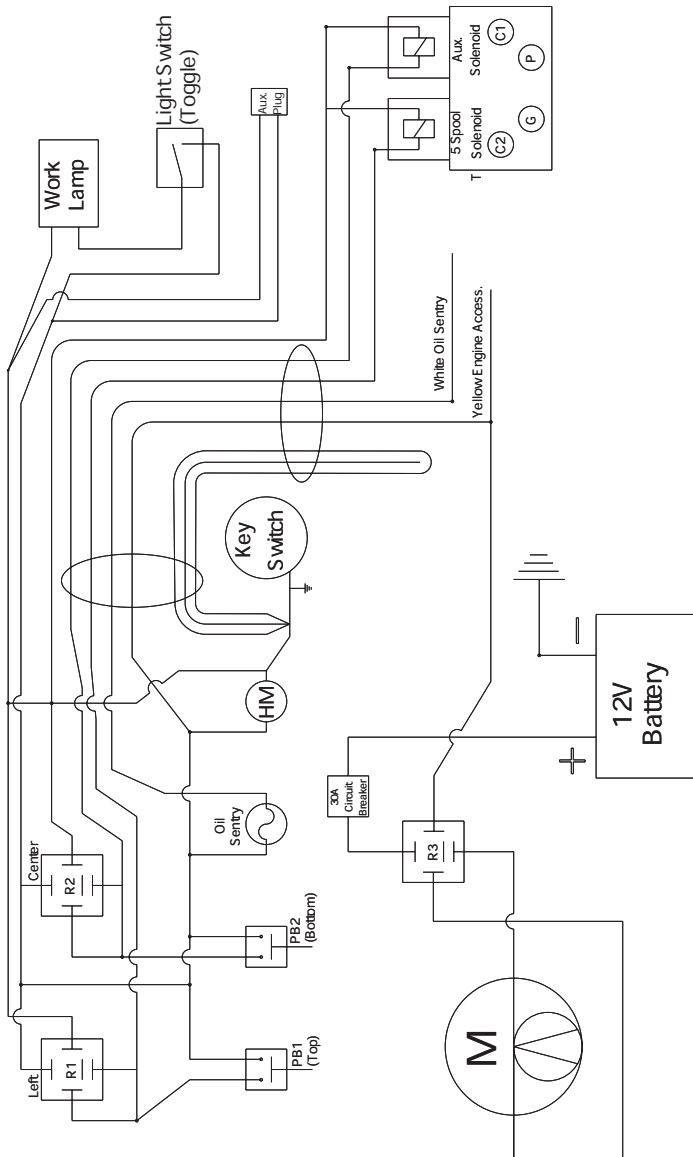 Left
R1
Center
R2
PB1
(Top)
PB2
(Bottom)
Oil
Sentry
HM
Key
Switch
Work
Lamp
Light Switch
(Toggle)
Aux.
Plug
White Oil Sentry
Yellow Engine Access.
T
5 Spool
Solenoid
Aux.
Solenoid
C2
C1
G
P
M
30A
Circuit
Breaker
R3
+
-
12V
Battery